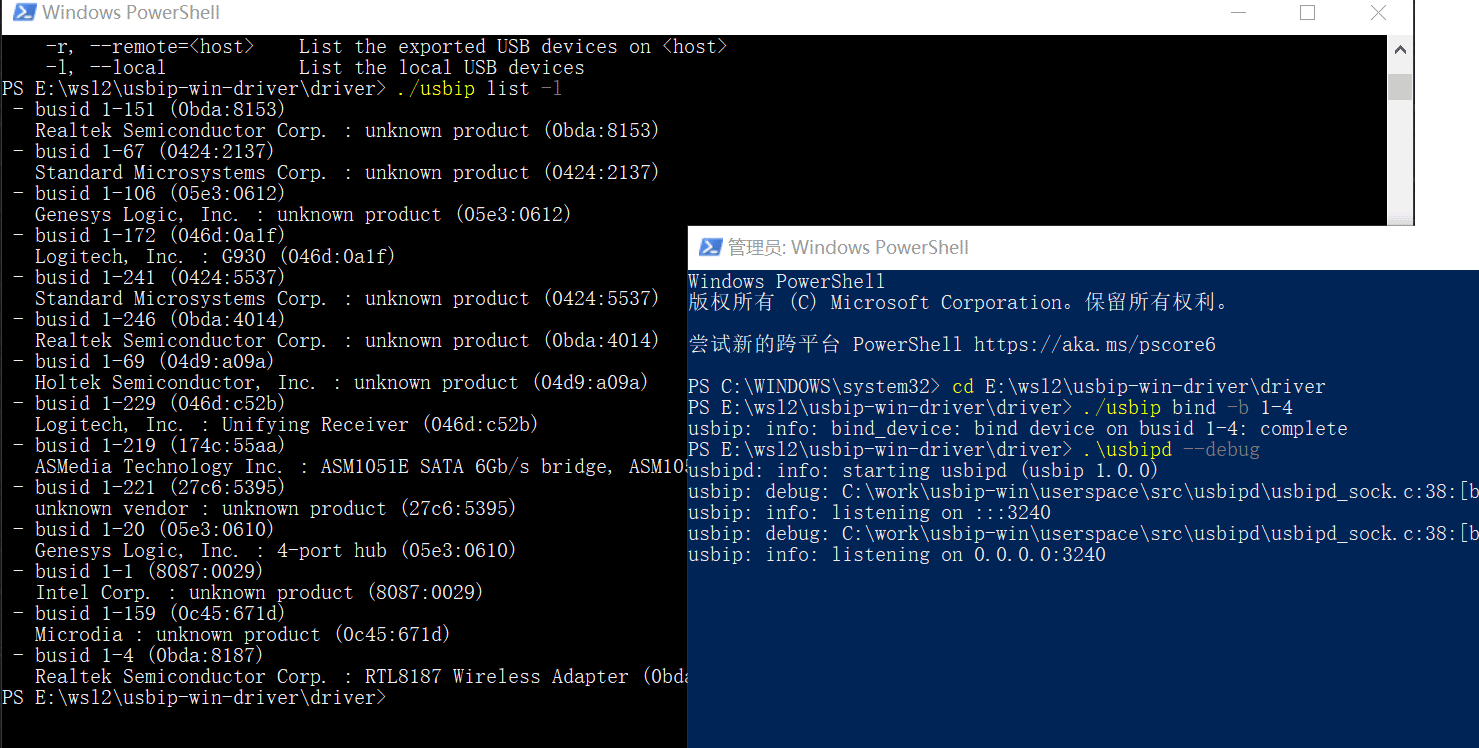 Windows PowerShell
-r, --remote=<host>    List the exported USB devices on <host>
-l, --local            List the local USB devices
PS E:\wsl2\usbip-win-driver\driver> ./usbip list -l
- busid 1-151 (0bda:8153)
Realtek Semiconductor Corp. : unknown product (0bda:8153)
- busid 1-67 (0424:2137)
Standard Microsystems Corp. : unknown product (0424:2137)
- busid 1-106 (05e3:0612)
Genesys Logic, Inc. : unknown product (05e3:0612)
- busid 1-172 (046d:0a1f)
Logitech, Inc. : G930 (046d:0a1f)
- busid 1-241 (0424:5537)
Standard Microsystems Corp. : unknown product (0424:5537)
- busid 1-246 (0bda:4014)
Realtek Semiconductor Corp. : unknown product (0bda:4014)
- busid 1-69 (04d9:a09a)
Holtek Semiconductor, Inc. : unknown product (04d9:a09a)
- busid 1-229 (046d:c52b)
Logitech, Inc. : Unifying Receiver (046d:c52b)
- busid 1-219 (174c:55aa)
ASMedia Technology Inc. : ASM1051E SATA 6Gb/s bridge,
- busid 1-221 (27c6:5395)
unknown vendor : unknown product (27c6:5395)
- busid 1-20 (05e3:0610)
Genesys Logic, Inc. : 4-port hub (05e3:0610)
- busid 1-1 (8087:0029)
Intel Corp. : unknown product (8087:0029)
- busid 1-159 (0c45:671d)
Microdia : unknown product (0c45:671d)
- busid 1-4 (0bda:8187)
Realtek Semiconductor Corp. : RTL8187 Wireless Adapter
PS E:\wsl2\usbip-win-driver\driver>
管理员: Windows PowerShell
Windows PowerShell
版权所有 (C) Microsoft Corporation。保留所有权利。
尝试新的跨平台 PowerShell https://aka.ms/pscore6
PS C:\WINDOWS\system32> cd E:\wsl2\usbip-win-driver\driver
PS E:\wsl2\usbip-win-driver\driver> ./usbip bind -b 1-4
usbip: info: bind_device: bind device on busid 1-4: complete
PS E:\wsl2\usbip-win-driver\driver> .\usbipd --debug
usbipd: info: starting usbipd (usbip 1.0.0)
usbip: debug: C:\work\usbip-win\userspace\src\usbipd\usbipd_sock.c:38:[b
usbip: info: listening on :::3240
usbip: debug: C:\work\usbip-win\userspace\src\usbipd\usbipd_sock.c:38:[b
usbip: info: listening on 0.0.0.0:3240